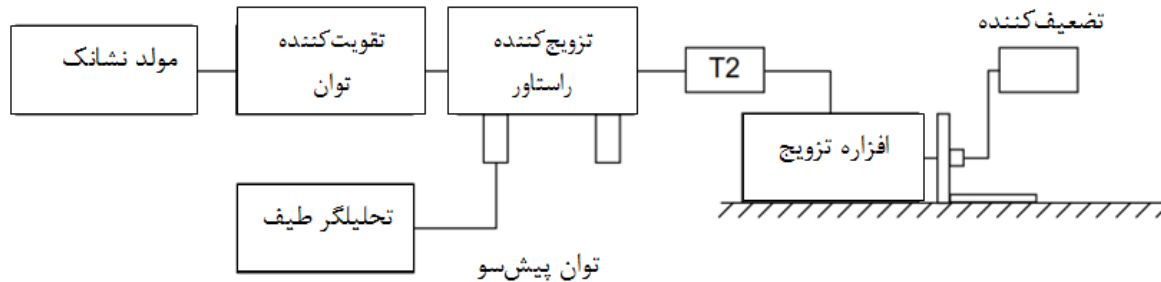 تضعیف‌کننده
مولد نشانک
تقویت‌کننده
توان
تزویج‌کننده
راستاور
T2
افزاره تزویج
تحلیلگر طیف
توان پیش‌سو